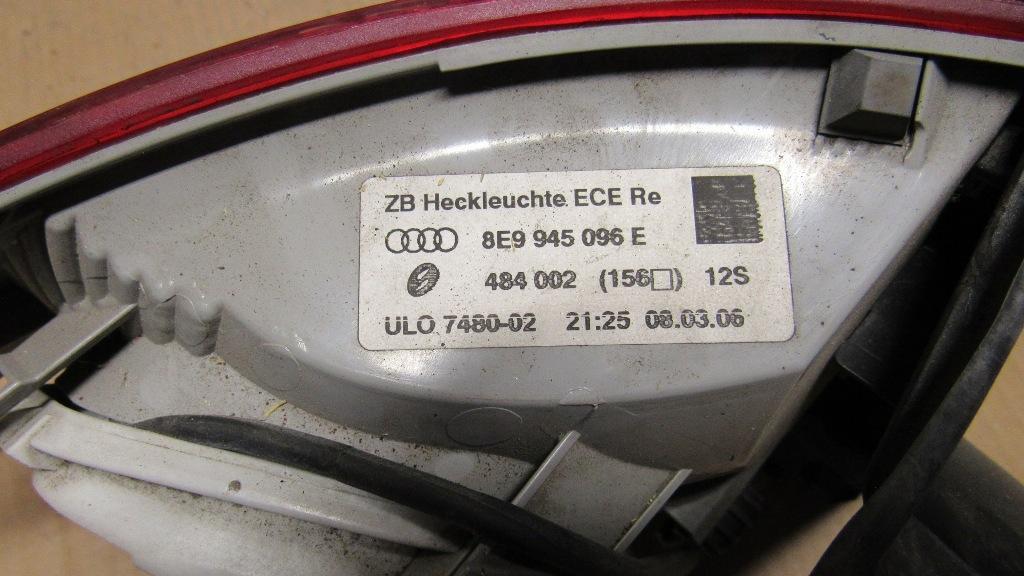 ZB Heckleuchte ECE Re
8E9 945 096 E
484 002 (156□) 12S
ULO 7480-02 21:25 08.03.06